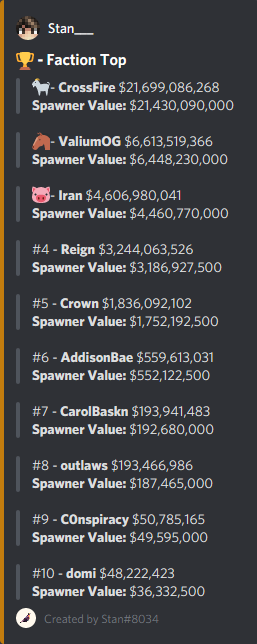 Stan___
🏆 - Faction Top
🐐- CrossFire $21,699,086,268
Spawner Value: $21,430,090,000
🐴- ValiumOG $6,613,519,366
Spawner Value: $6,448,230,000
🐷- Iran $4,606,980,041
Spawner Value: $4,460,770,000
#4 - Reign $3,244,063,526
Spawner Value: $3,186,927,500
#5 - Crown $1,836,092,102
Spawner Value: $1,752,192,500
#6 - AddisonBae $559,613,031
Spawner Value: $552,122,500
#7 - CarolBaskn $193,941,483
Spawner Value: $192,680,000
#8 - outlaws $193,466,986
Spawner Value: $187,465,000
#9 - C0nspiracy $50,785,165
Spawner Value: $49,595,000
#10 - domi $48,222,423
Spawner Value: $36,332,500
Created by Stan#8034